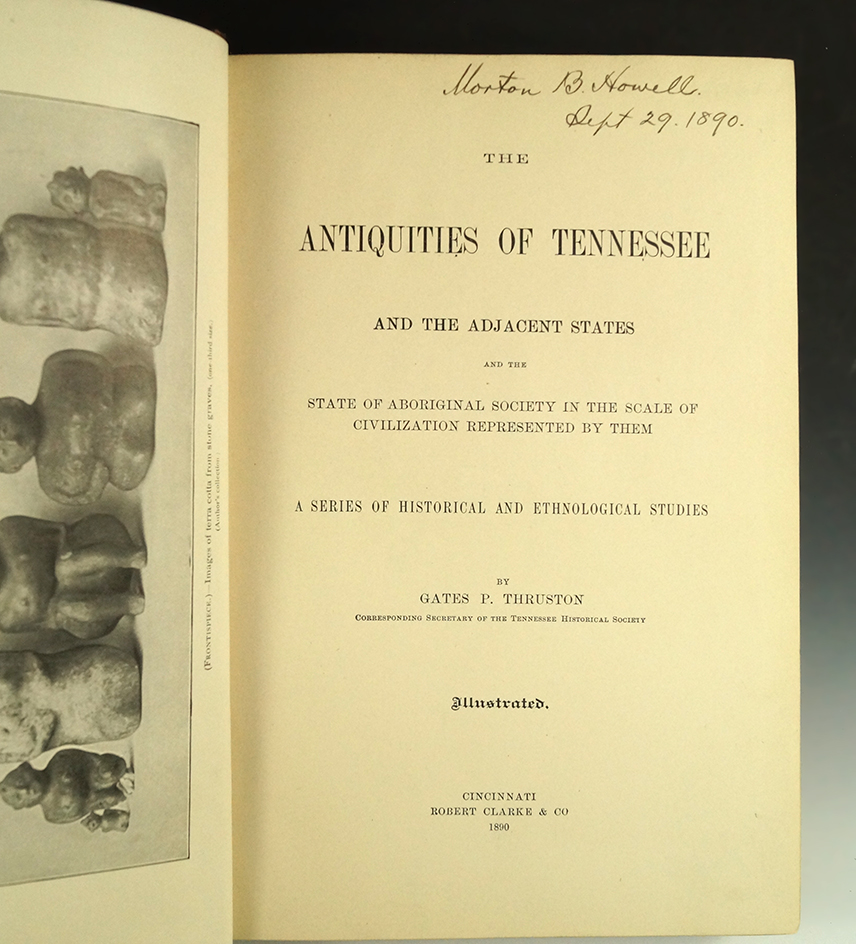 (Frontispiece.)—Images of terra cotta from stone graves, (one third size.)
(Author's collection.)
Morton B. Howell.
Sept 29. 1890.
THE
ANTIQUITIES OF TENNESSEE
AND THE ADJACENT STATES
AND THE
STATE OF ABORIGINAL SOCIETY IN THE SCALE OF
CIVILIZATION REPRESENTED BY THEM
A SERIES OF HISTORICAL AND ETHNOLOGICAL STUDIES
BY
GATES P. THRUSTON
Corresponding Secretary of the Tennessee Historical Society
Illustrated.
CINCINNATI
ROBERT CLARKE & CO
1890